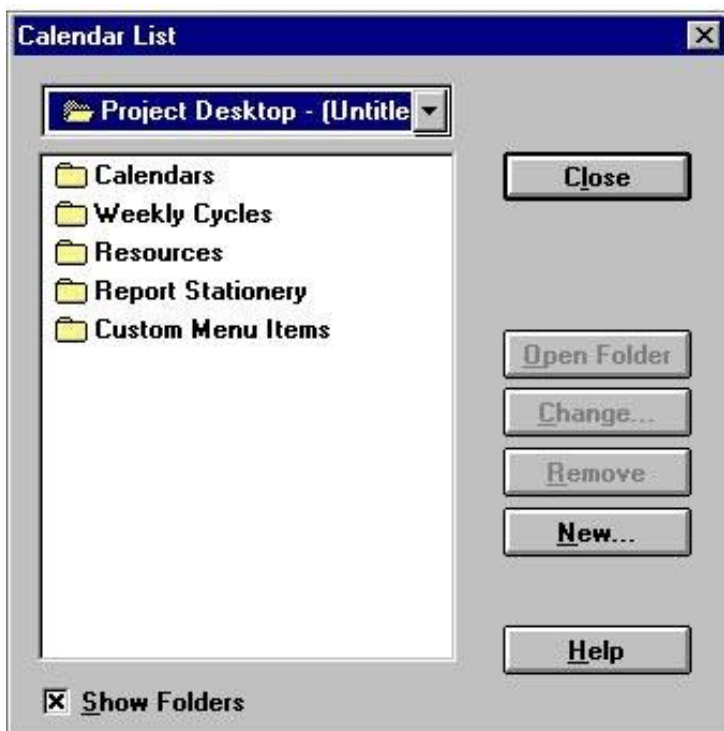 Calendar List
Project Desktop - (Untitle
Calendars
Weekly Cycles
Resources
Report Stationery
Custom Menu Items
Close
Open Folder
Change...
Remove
New...
Help
Show Folders